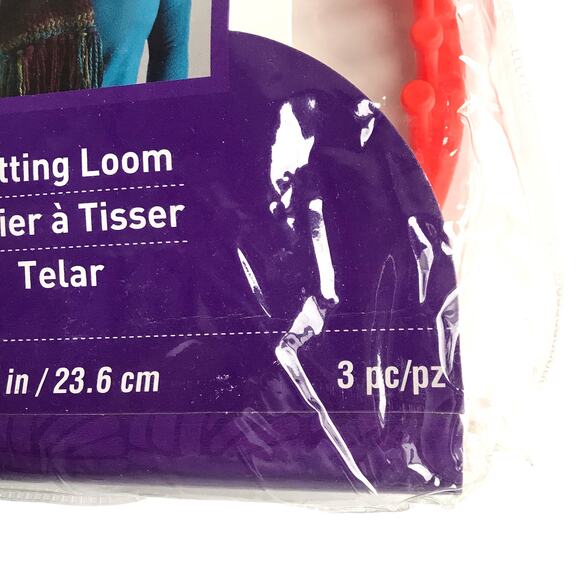 tting Loom
ier à Tisser
Telar
in / 23.6 cm
3 pc/pz